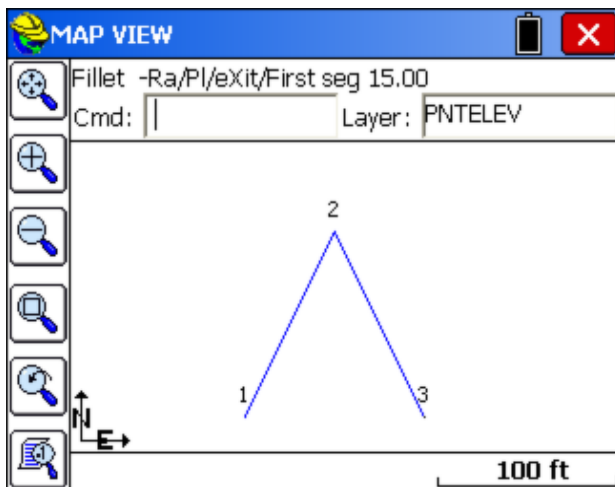 MAP VIEW
Fillet -Ra/Pl/eXit/First seg 15.00
Cmd: Layer: PNTELEV
2
1 3
N
E
100 ft